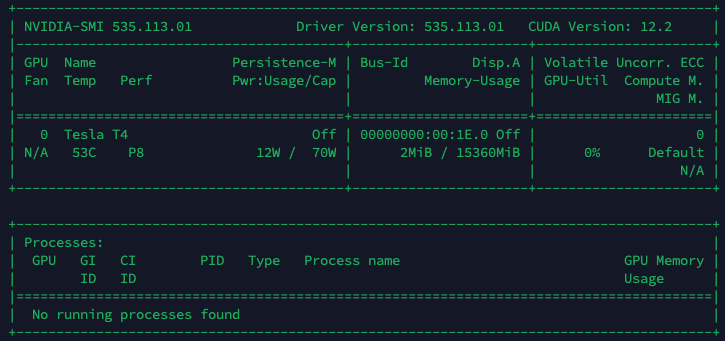 +-----------------------------------------------------------------------------------------+
| NVIDIA-SMI 535.113.01             Driver Version: 535.113.01   CUDA Version: 12.2     |
|-----------------------------------------+----------------------+----------------------+
| GPU  Name                 Persistence-M | Bus-Id        Disp.A | Volatile Uncorr. ECC |
| Fan  Temp   Perf          Pwr:Usage/Cap |         Memory-Usage | GPU-Util  Compute M. |
|                                         |                      |               MIG M. |
|=========================================+======================+======================|
|   0  Tesla T4                       Off | 00000000:00:1E.0 Off |                    0 |
| N/A   53C    P8              12W /  70W |      2MiB / 15360MiB |      0%      Default |
|                                         |                      |                  N/A |
+-----------------------------------------+----------------------+----------------------+
+---------------------------------------------------------------------------------------+
| Processes:                                                                            |
|  GPU   GI   CI        PID   Type   Process name                            GPU Memory |
|        ID   ID                                                             Usage      |
|=======================================================================================|
|  No running processes found                                                           |
+---------------------------------------------------------------------------------------+